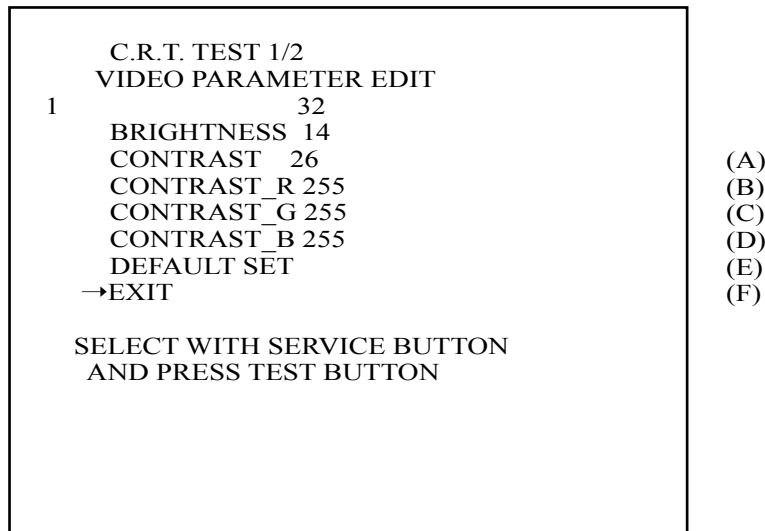 C.R.T. TEST 1/2
VIDEO PARAMETER EDIT
1 32
BRIGHTNESS 14
CONTRAST 26 (A)
CONTRAST_R 255 (B)
CONTRAST_G 255 (C)
CONTRAST_B 255 (D)
DEFAULT SET (E)
→EXIT (F)
SELECT WITH SERVICE BUTTON
AND PRESS TEST BUTTON